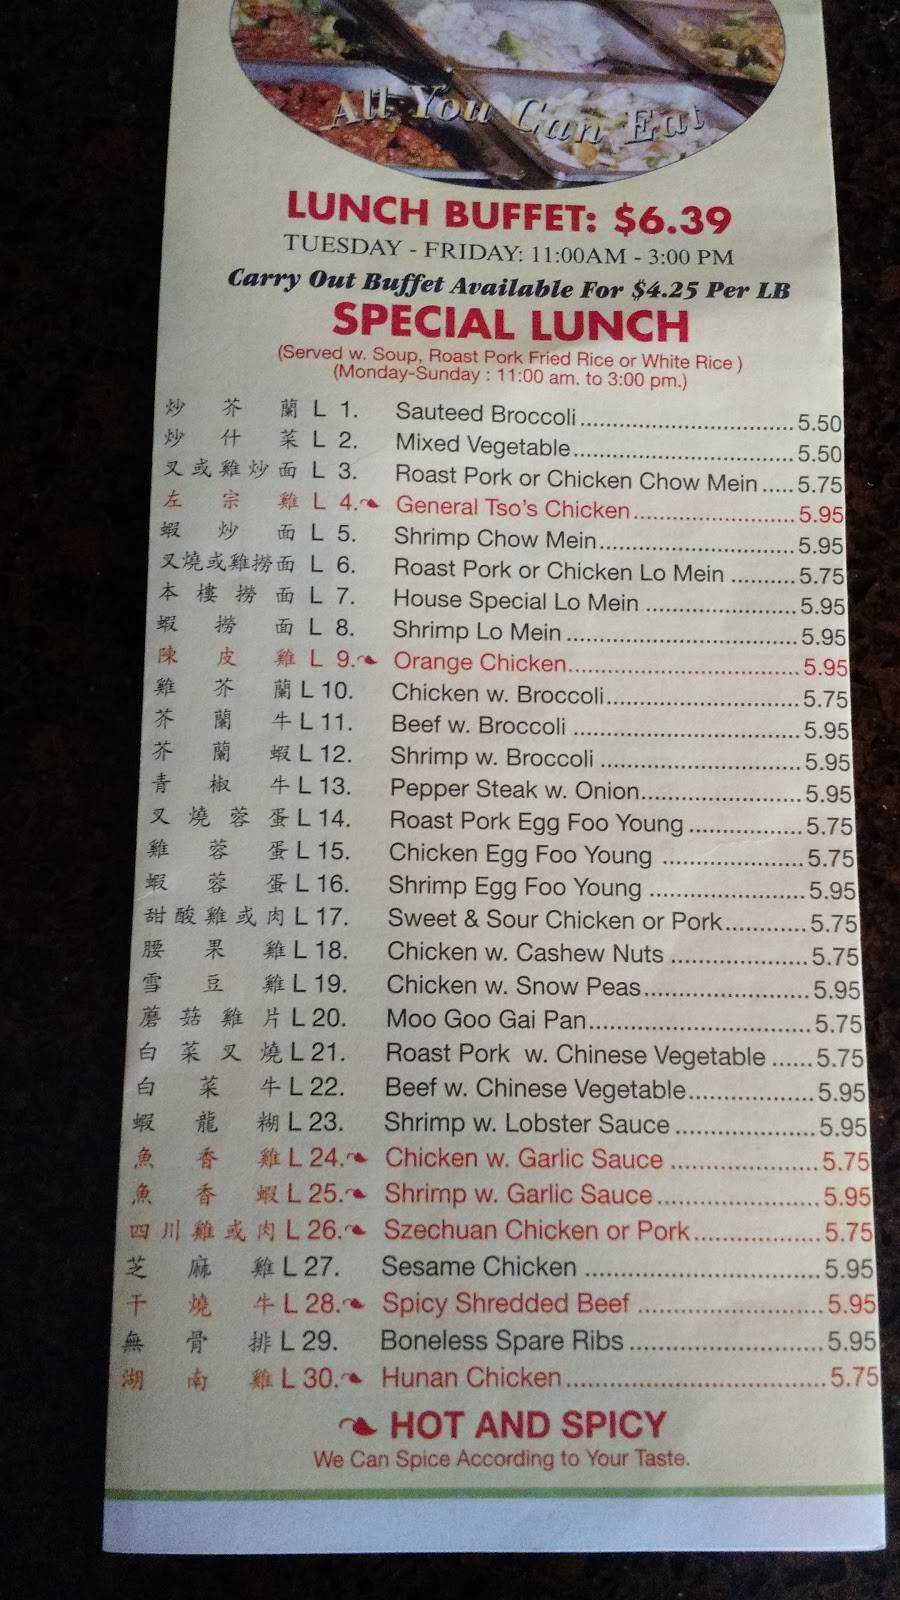 All You Can Eat
LUNCH BUFFET: $6.39
TUESDAY - FRIDAY: 11:00AM - 3:00 PM
Carry Out Buffet Available For $4.25 Per LB
SPECIAL LUNCH
(Served w. Soup, Roast Pork Fried Rice or White Rice )
(Monday-Sunday : 11:00 am. to 3:00 pm.)
炒芥蘭 L 1. Sauteed Broccoli 5.50
炒什菜 L 2. Mixed Vegetable 5.50
叉或雞炒面 L 3. Roast Pork or Chicken Chow Mein 5.75
左宗雞 L 4. General Tso's Chicken 5.95
蝦炒面 L 5. Shrimp Chow Mein 5.95
叉燒或雞撈面 L 6. Roast Pork or Chicken Lo Mein 5.75
本樓撈面 L 7. House Special Lo Mein 5.95
蝦撈面 L 8. Shrimp Lo Mein 5.95
陳皮雞 L 9. Orange Chicken 5.95
雞芥蘭 L 10. Chicken w. Broccoli 5.75
芥蘭牛 L 11. Beef w. Broccoli 5.95
芥蘭蝦 L 12. Shrimp w. Broccoli 5.95
青椒牛 L 13. Pepper Steak w. Onion 5.95
叉燒蓉蛋 L 14. Roast Pork Egg Foo Young 5.75
雞蓉蛋 L 15. Chicken Egg Foo Young 5.75
蝦蓉蛋 L 16. Shrimp Egg Foo Young 5.95
甜酸雞或肉 L 17. Sweet & Sour Chicken or Pork 5.75
腰果雞 L 18. Chicken w. Cashew Nuts 5.75
雪豆雞 L 19. Chicken w. Snow Peas 5.95
蘑菇雞片 L 20. Moo Goo Gai Pan 5.75
白菜叉燒 L 21. Roast Pork w. Chinese Vegetable 5.75
白菜牛 L 22. Beef w. Chinese Vegetable 5.95
蝦龍糊 L 23. Shrimp w. Lobster Sauce 5.95
魚香雞 L 24. Chicken w. Garlic Sauce 5.75
魚香蝦 L 25. Shrimp w. Garlic Sauce 5.95
四川雞或肉 L 26. Szechuan Chicken or Pork 5.75
芝麻雞 L 27. Sesame Chicken 5.95
干燒牛 L 28. Spicy Shredded Beef 5.95
無骨排 L 29. Boneless Spare Ribs 5.95
湖南雞 L 30. Hunan Chicken 5.75
HOT AND SPICY
We Can Spice According to Your Taste.